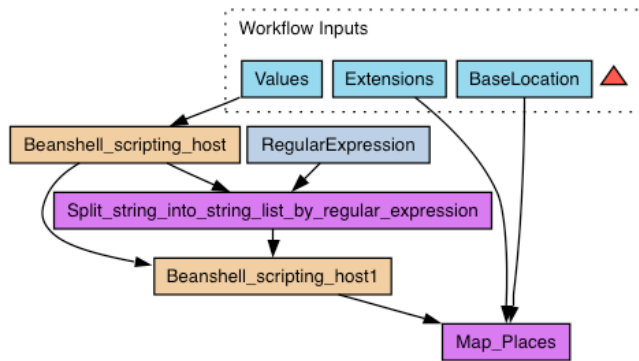 Workflow Inputs
Values
Extensions
BaseLocation
Beanshell_scripting_host
RegularExpression
Split_string_into_string_list_by_regular_expression
Beanshell_scripting_host1
Map_Places